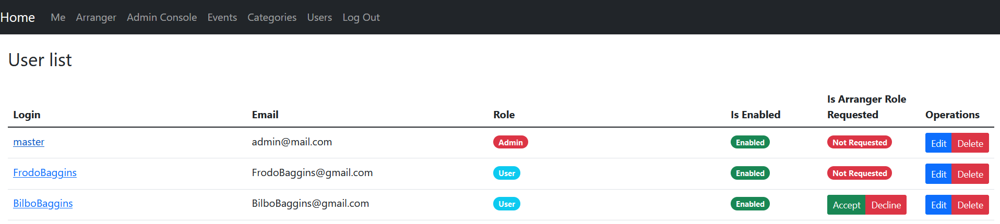 Home Me Arranger Admin Console Events Categories Users Log Out
User list
Login Email Role Is Enabled Is Arranger Role Requested Operations
master admin@mail.com Admin Enabled Not Requested Edit Delete
FrodoBaggins FrodoBaggins@gmail.com User Enabled Not Requested Edit Delete
BilboBaggins BilboBaggins@gmail.com User Enabled Accept Decline Edit Delete